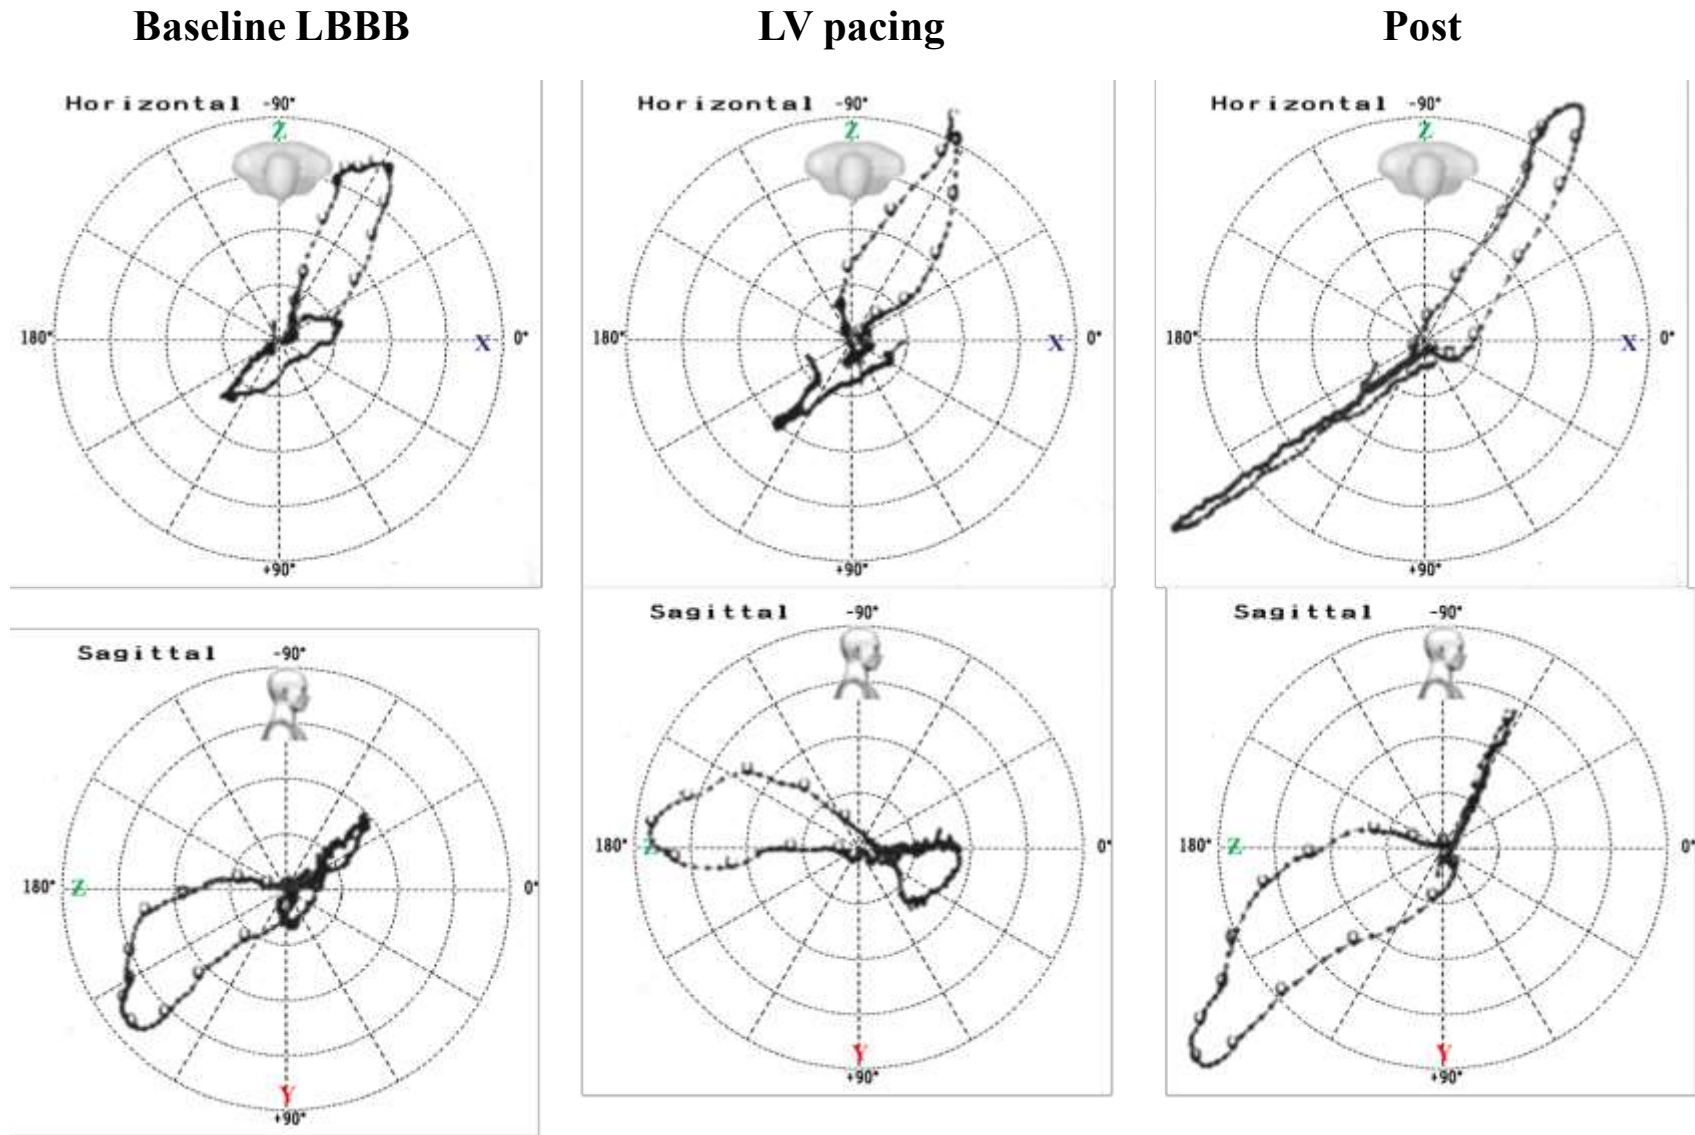 Baseline LBBB LV pacing Post
Horizontal -90° Horizontal -90° Horizontal -90°
Z Z Z
180° X 0° 180° X 0° 180° X 0°
+90° +90° +90°
Sagittal -90° Sagittal -90°
Sagittal -90°
180° Z 0° 180° Z 0°
180° Z 0°
Y Y
+90° +90°
Y
+90°